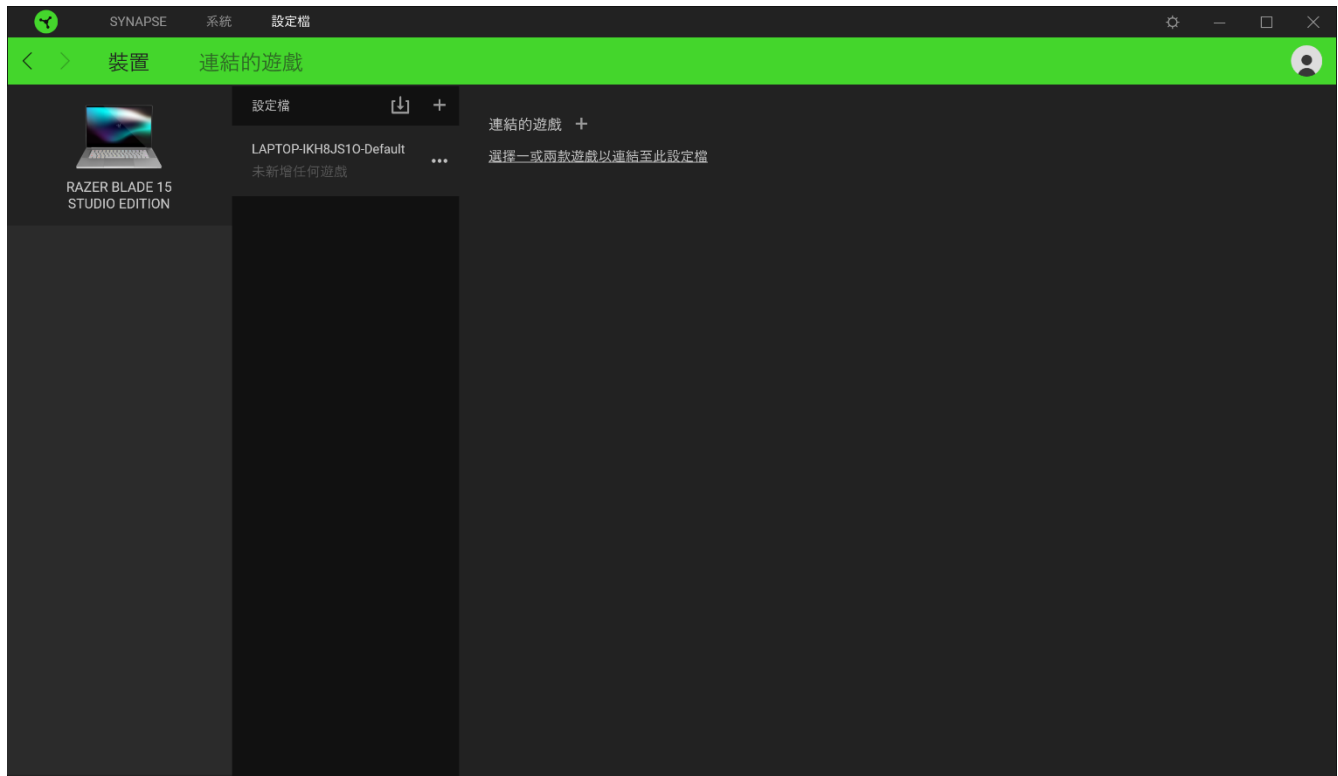 SYNAPSE 系統 設定檔
裝置 連結的遊戲
RAZER BLADE 15
STUDIO EDITION
設定檔
LAPTOP-IKH8JS1O-Default
未新增任何遊戲
連結的遊戲
選擇一或兩款遊戲以連結至此設定檔